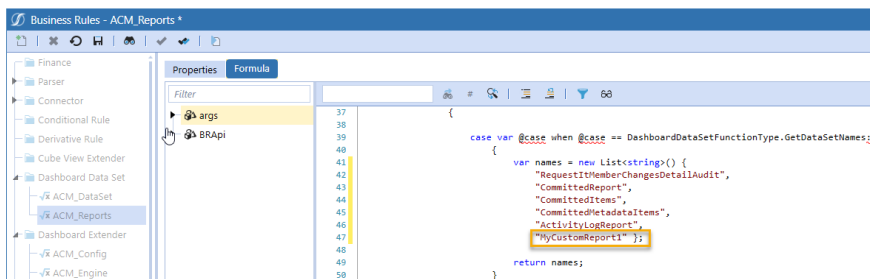 Business Rules - ACM_Reports *
Finance
Parser
Connector
Conditional Rule
Derivative Rule
Cube View Extender
Dashboard Data Set
ACM_DataSet
ACM_Reports
Dashboard Extender
ACM_Config
ACM_Engine
Properties Formula
Filter
args
BRApi
37 {
38
39 case var @case when @case == DashboardDataSetFunctionType.GetDataSetNames:
40 {
41 var names = new List<string>() {
42 "RequestItMemberChangesDetailAudit",
43 "CommittedReport",
44 "CommittedItems",
45 "CommittedMetadataItems",
46 "ActivityLogReport",
47 "MyCustomReport1" };
48
49 return names;
50 }